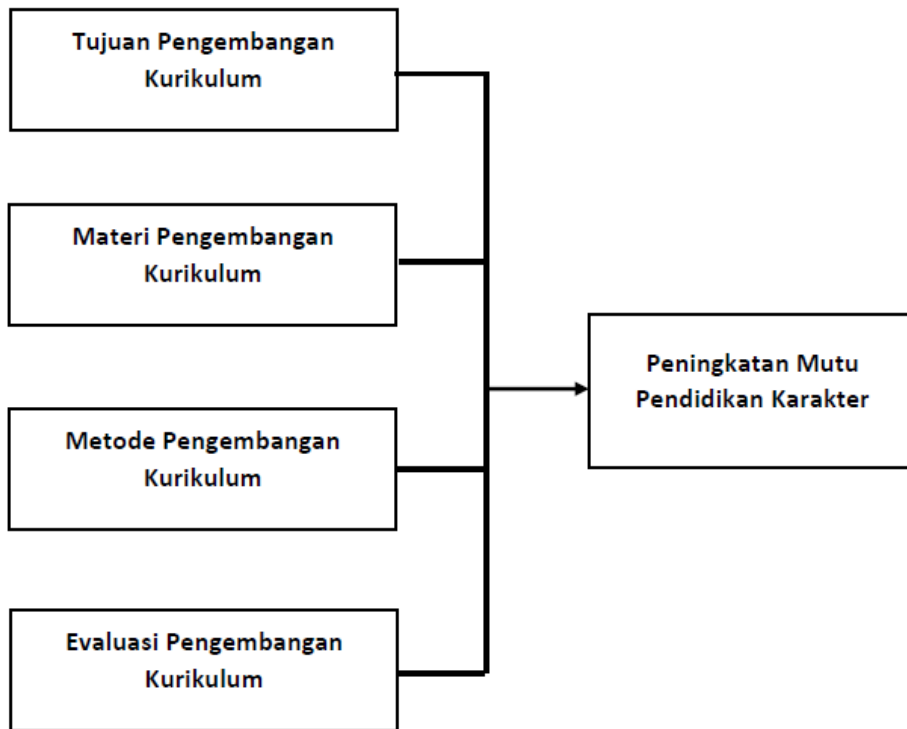 Tujuan Pengembangan
Kurikulum
Materi Pengembangan
Kurikulum
Peningkatan Mutu
Pendidikan Karakter
Metode Pengembangan
Kurikulum
Evaluasi Pengembangan
Kurikulum